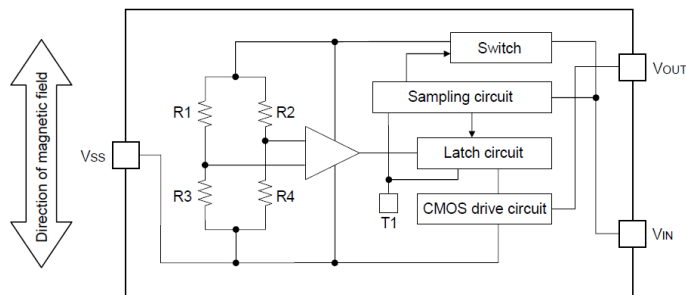 Direction of magnetic field
Switch
VOUT
R1
R2
Sampling circuit
VSS
Latch circuit
R3
R4
T1
CMOS drive circuit
VIN